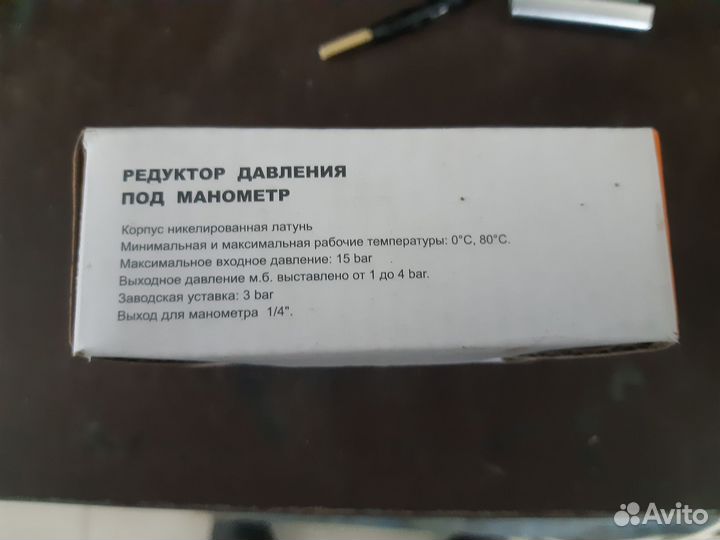 РЕДУКТОР ДАВЛЕНИЯ
ПОД МАНОМЕТР
Корпус никелированная латунь
Минимальная и максимальная рабочие температуры: 0°C, 80°C.
Максимальное входное давление: 15 bar
Выходное давление м.б. выставлено от 1 до 4 bar.
Заводская уставка: 3 bar
Выход для манометра 1/4".
Avito